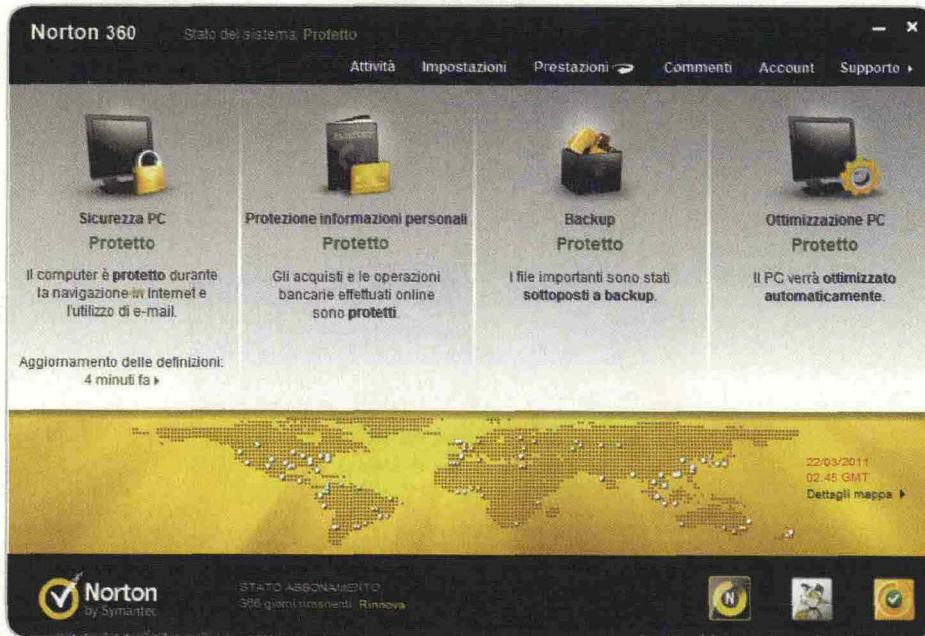 Norton 360
Stato del sistema: Protetto
Attività Impostazioni Prestazioni Commenti Account Supporto
Sicurezza PC
Protetto
Il computer è protetto durante
la navigazione in Internet e
l'utilizzo di e-mail.
Aggiornamento delle definizioni:
4 minuti fa
Protezione informazioni personali
Protetto
Gli acquisti e le operazioni
bancarie effettuati online
sono protetti.
Backup
Protetto
I file importanti sono stati
sottoposti a backup.
Ottimizzazione PC
Protetto
Il PC verrà ottimizzato
automaticamente.
22/03/2011
02:45 GMT
Dettagli mappa
Norton
by Symantec
STATO ABBONAMENTO
366 giorni rimanenti Rinnova
N